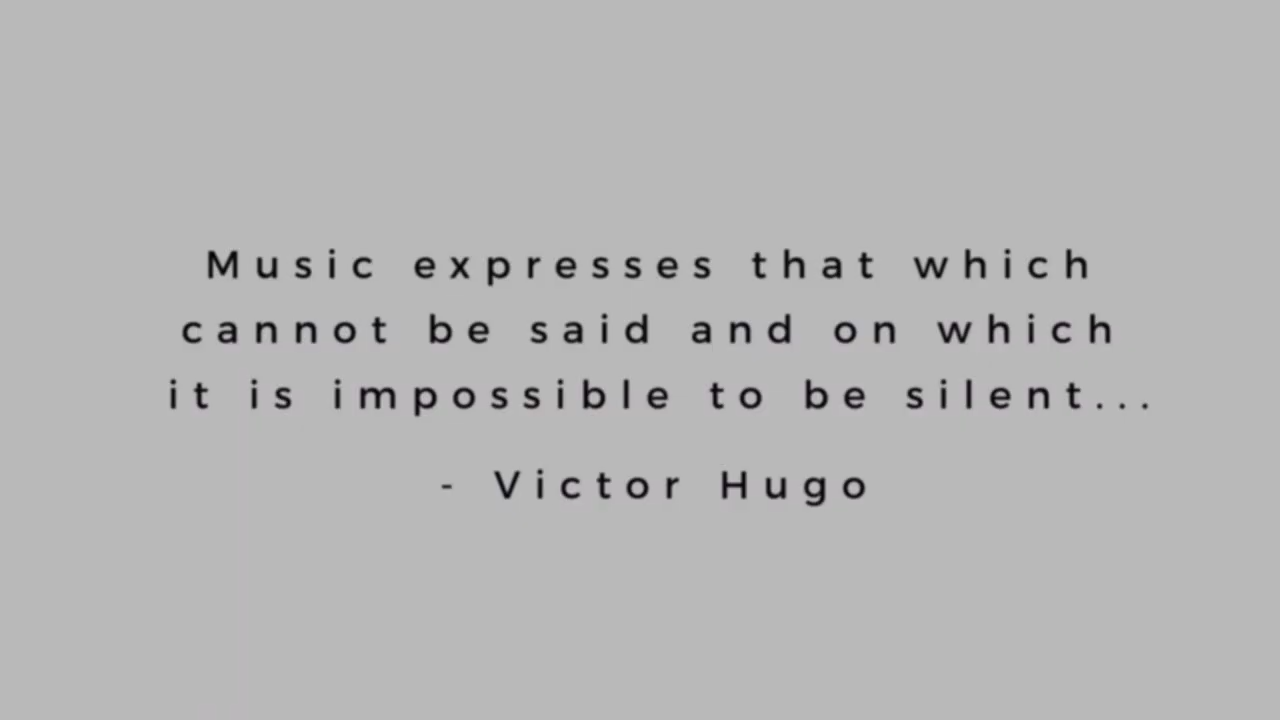 Music expresses that which
cannot be said and on which
it is impossible to be silent...
- Victor Hugo